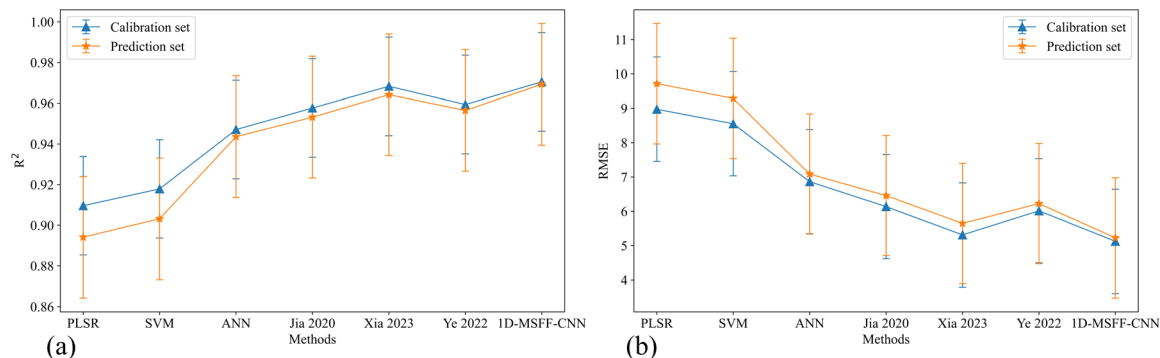 1.00
0.98
0.96
0.94
0.92
0.90
0.88
0.86
R²
Calibration set
Prediction set
PLSR SVM ANN Jia 2020 Xia 2023 Ye 2022 1D-MSFF-CNN
Methods
(a)
11
10
9
8
7
6
5
4
RMSE
Calibration set
Prediction set
PLSR SVM ANN Jia 2020 Xia 2023 Ye 2022 1D-MSFF-CNN
Methods
(b)